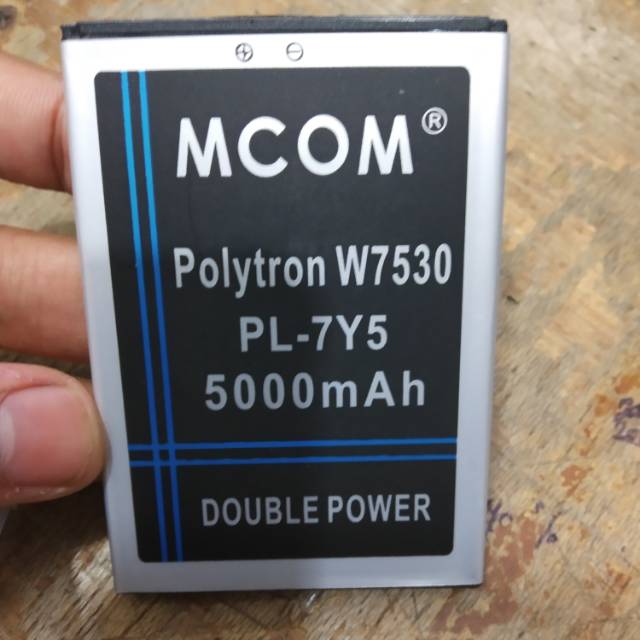 ⊕ ⊖
MCOM®
Polytron W7530
PL-7Y5
5000mAh
DOUBLE POWER